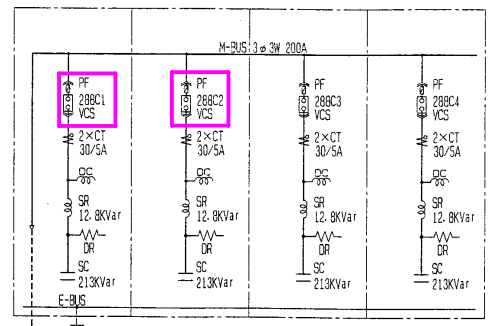 M-BUS 3φ 3W 200A
PF
288C1
VCS
2×CT
30/5A
DC
SR
12.8KVar
DR
SC
213KVar
PF
288C2
VCS
2×CT
30/5A
DC
SR
12.8KVar
DR
SC
213KVar
PF
288C3
VCS
2×CT
30/5A
DC
SR
12.8KVar
DR
SC
213KVar
PF
288C4
VCS
2×CT
30/5A
DC
SR
12.8KVar
DR
SC
213KVar
E-BUS